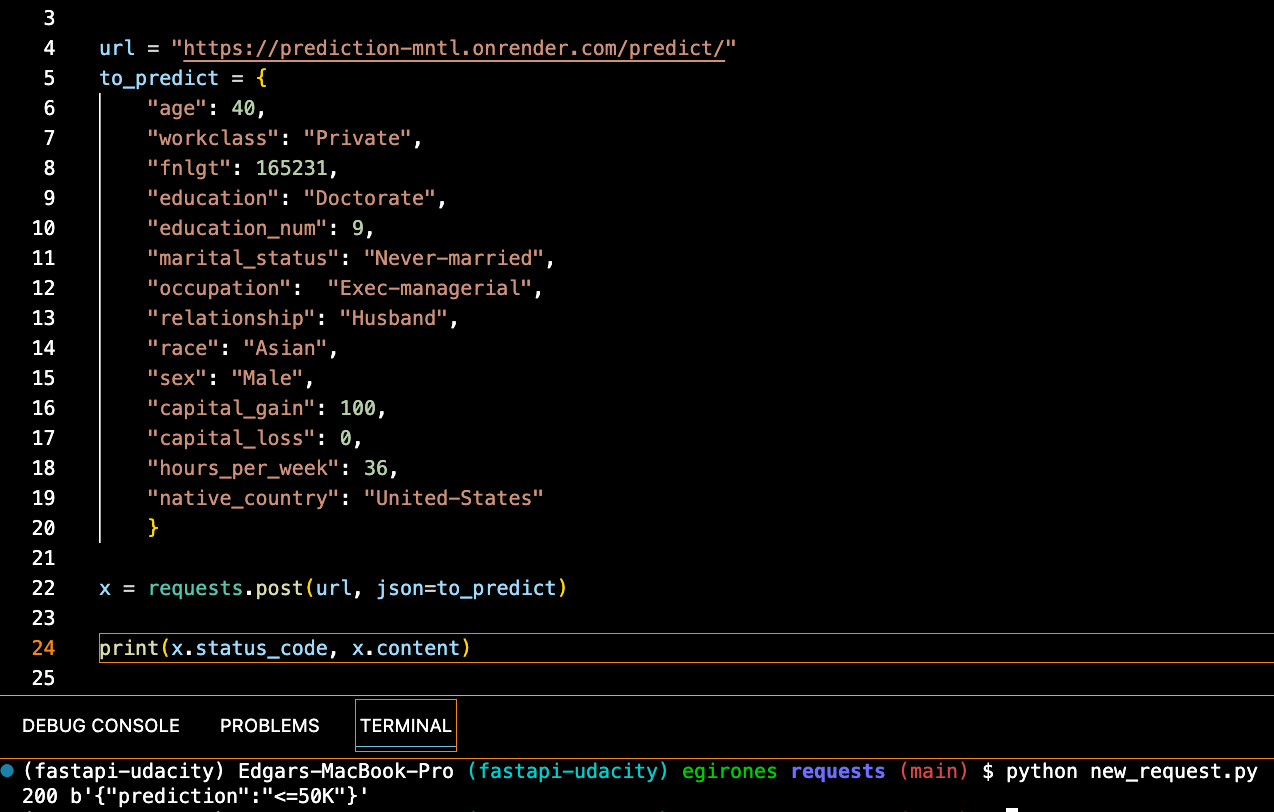 3
4 url = "https://prediction-mntl.onrender.com/predict/"
5 to_predict = {
6 "age": 40,
7 "workclass": "Private",
8 "fnlgt": 165231,
9 "education": "Doctorate",
10 "education_num": 9,
11 "marital_status": "Never-married",
12 "occupation":  "Exec-managerial",
13 "relationship": "Husband",
14 "race": "Asian",
15 "sex": "Male",
16 "capital_gain": 100,
17 "capital_loss": 0,
18 "hours_per_week": 36,
19 "native_country": "United-States"
20 }
21
22 x = requests.post(url, json=to_predict)
23
24 print(x.status_code, x.content)
25
DEBUG CONSOLE PROBLEMS TERMINAL
(fastapi-udacity) Edgars-MacBook-Pro (fastapi-udacity) egirones requests (main) $ python new_request.py
200 b'{"prediction":"<=50K"}'